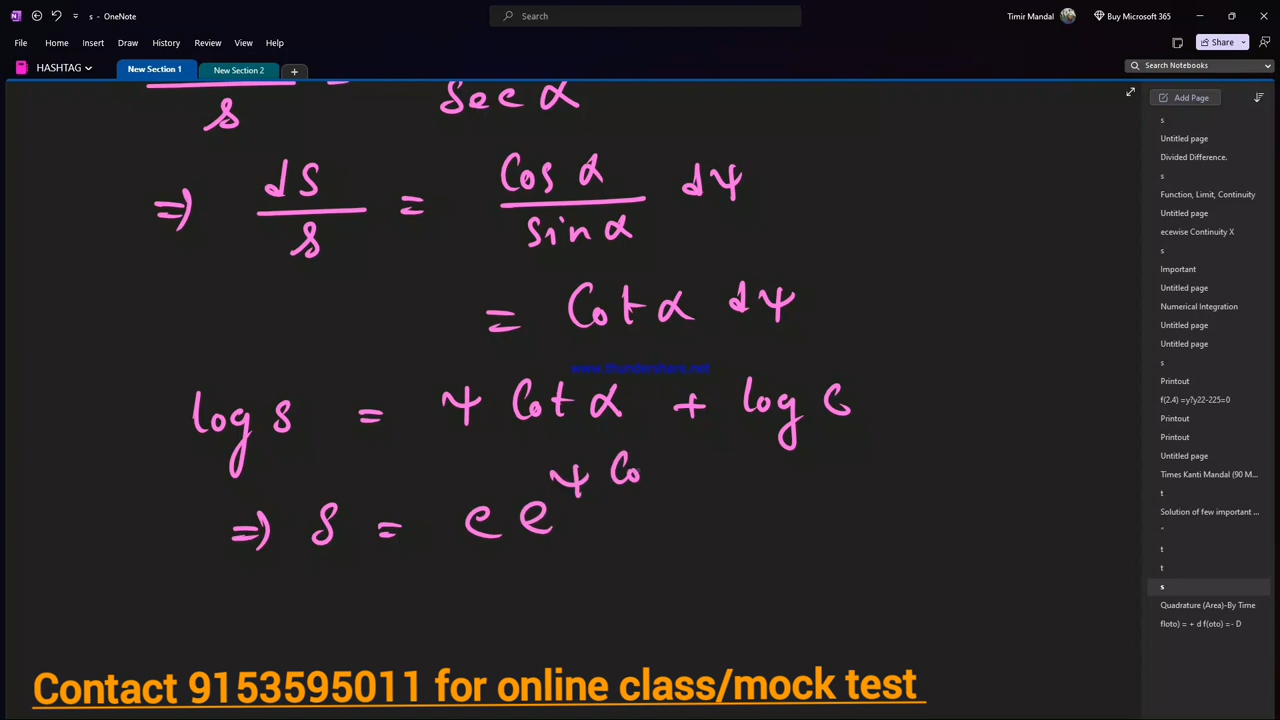 s - OneNote
Search
Timir Mandal
Buy Microsoft 365
File Home Insert Draw History Review View Help
Share
HASHTAG
New Section 1
New Section 2
+
Search Notebooks
Add Page
s
Untitled page
Divided Difference.
s
Function, Limit, Continuity
Untitled page
ecewise Continuity X
s
Important
Untitled page
Numerical Integration
Untitled page
Untitled page
s
Printout
f(2.4) =y?y22-225=0
Printout
Printout
Untitled page
Times Kanti Mandal (90 M...
t
Solution of few important ...
"
t
t
s
Quadrature (Area)-By Time
floto) = + d f(oto) =- D
s = Sec α
=> ds/s = Cos α/sin α dψ
= Cot α dψ
www.thundershare.net
log s = ψ Cot α + log C
=> s = c e^ψ Co
Contact 9153595011 for online class/mock test